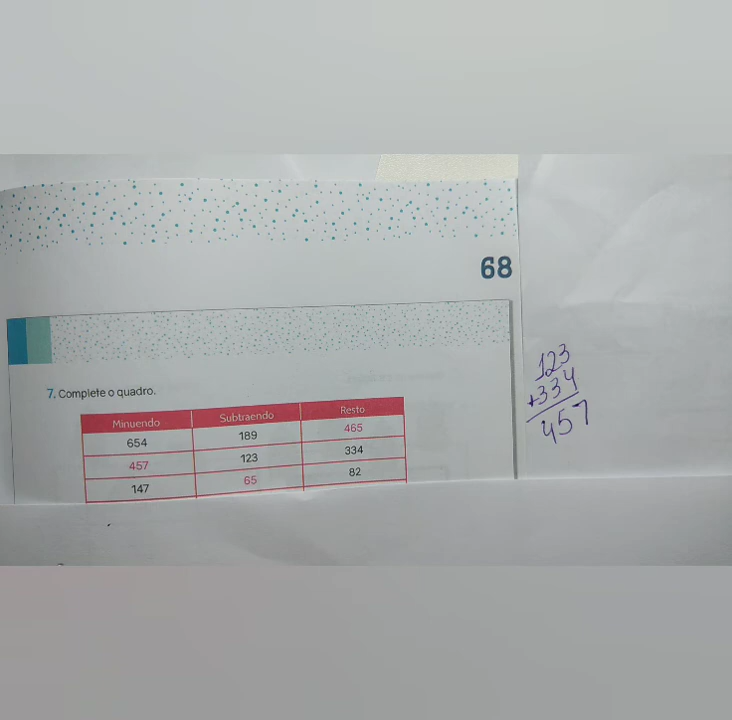 68
7. Complete o quadro.
Minuendo Subtraendo Resto
654 189 465
457 123 334
147 65 82
123
+334
457